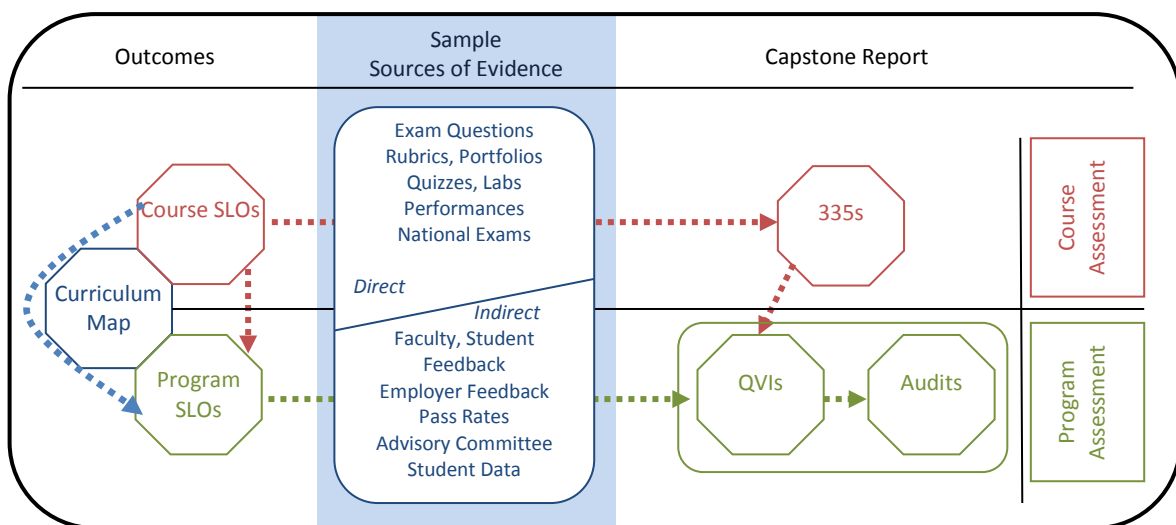 Outcomes
Sample
Sources of Evidence
Capstone Report
Course SLOs
Curriculum
Map
Program
SLOs
Exam Questions
Rubrics, Portfolios
Quizzes, Labs
Performances
National Exams
Direct
Indirect
Faculty, Student
Feedback
Employer Feedback
Pass Rates
Advisory Committee
Student Data
335s
QVIs
Audits
Course
Assessment
Program
Assessment